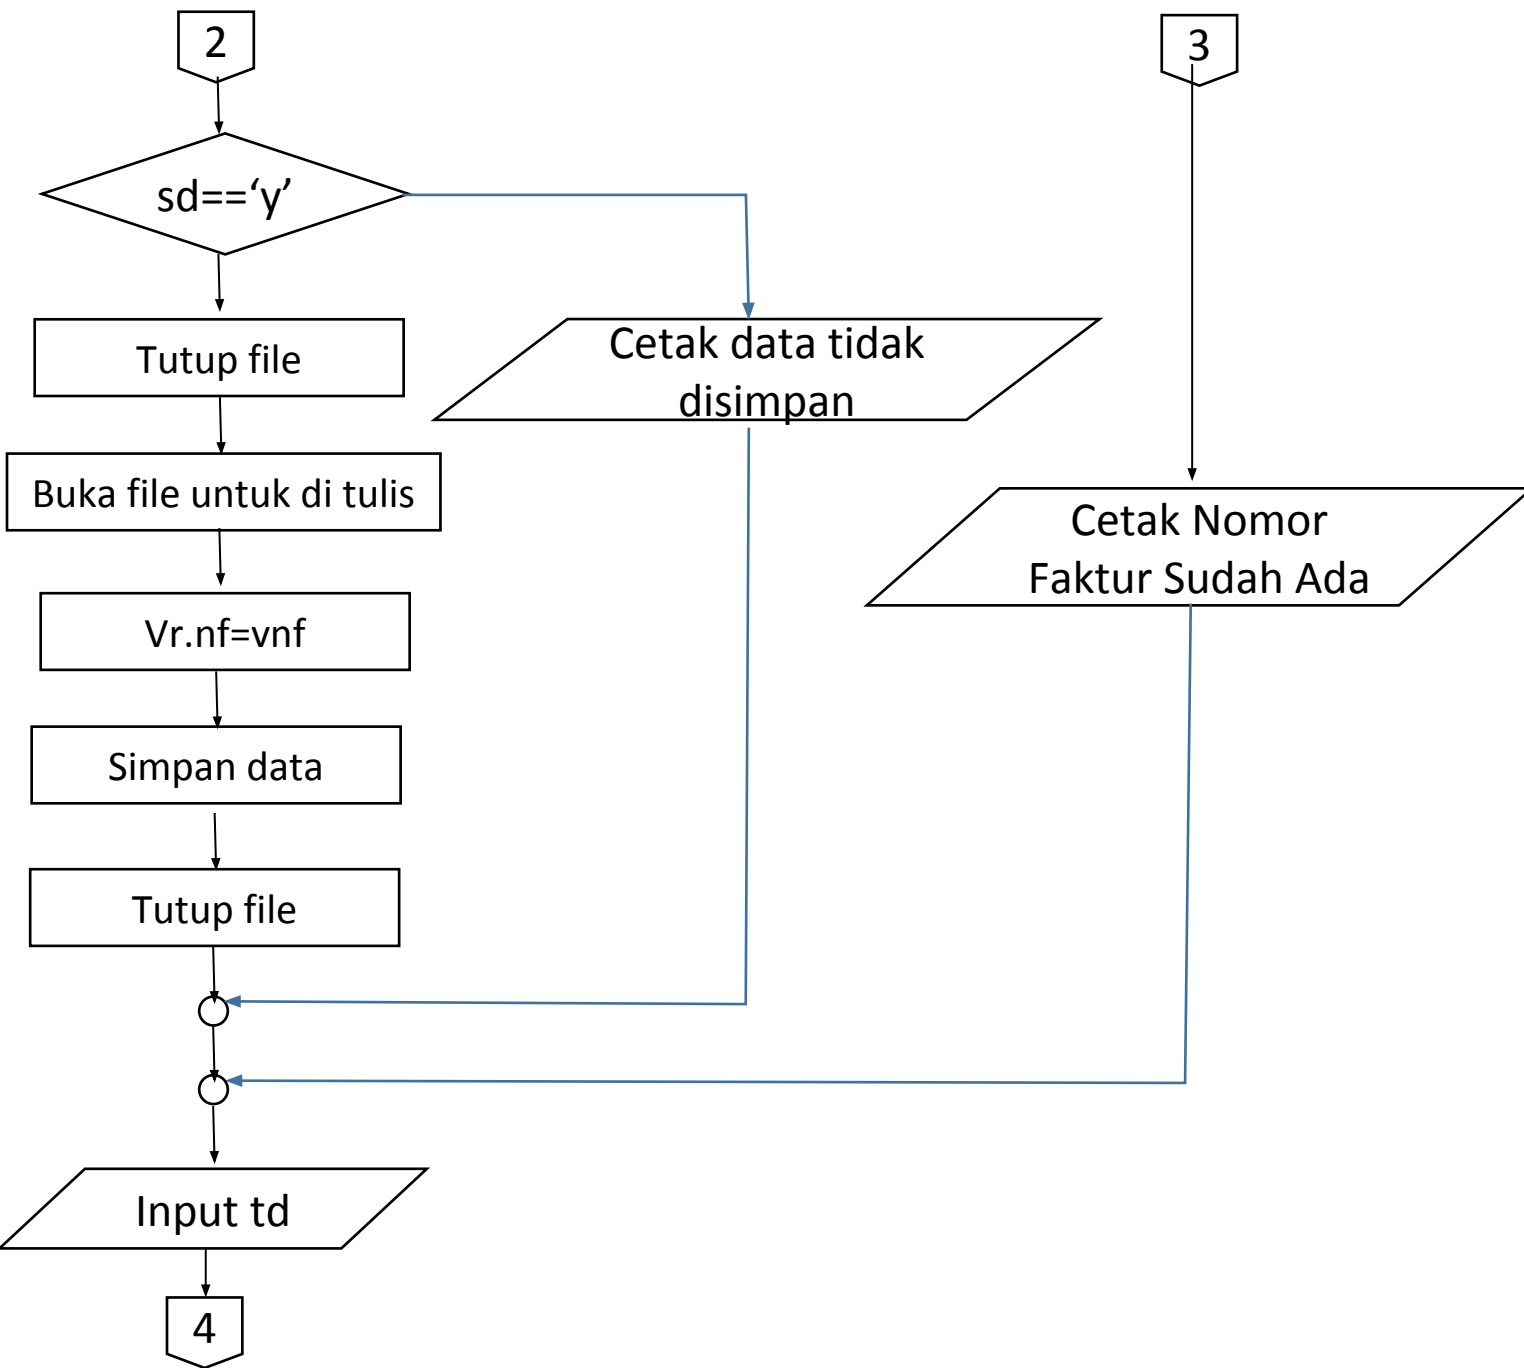 2
3
sd==‘y’
Tutup file
Cetak data tidak
disimpan
Buka file untuk di tulis
Cetak Nomor
Faktur Sudah Ada
Vr.nf=vnf
Simpan data
Tutup file
Input td
4